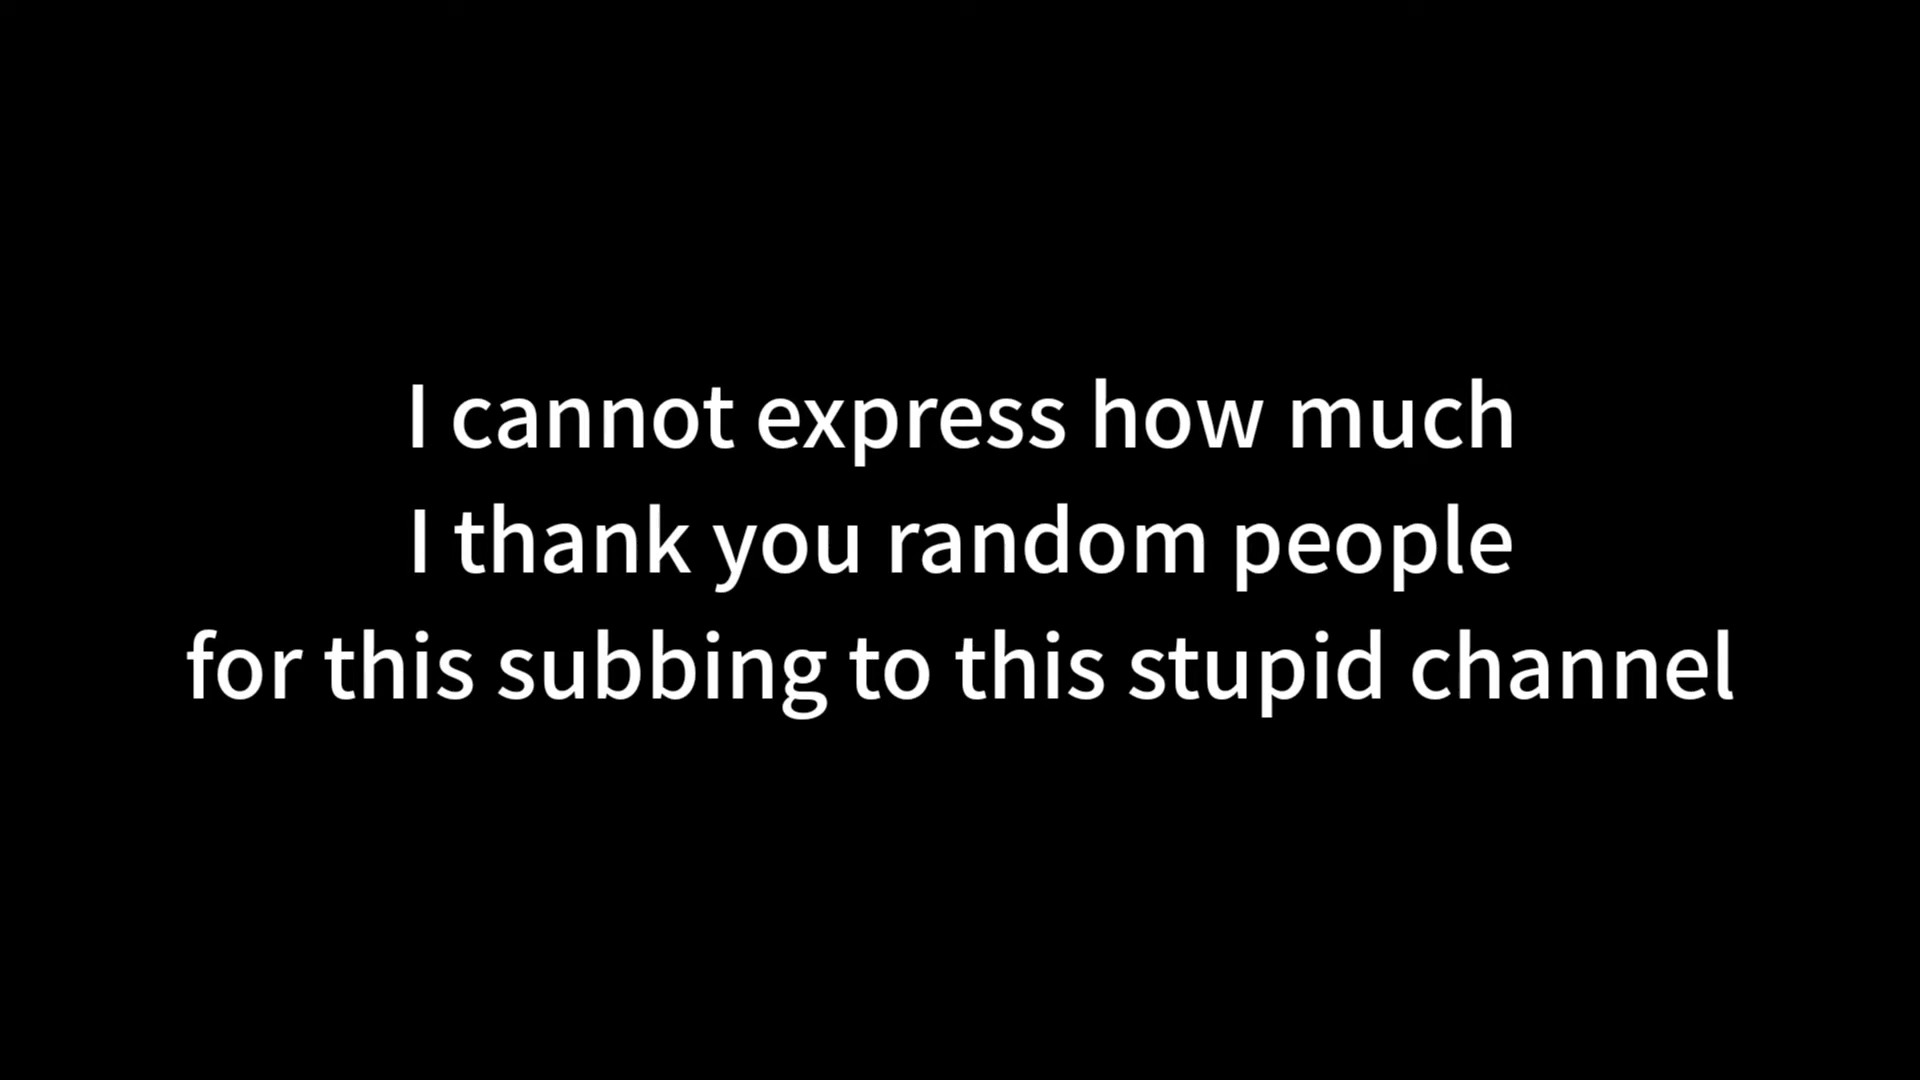 I cannot express how much
I thank you random people
for this subbing to this stupid channel